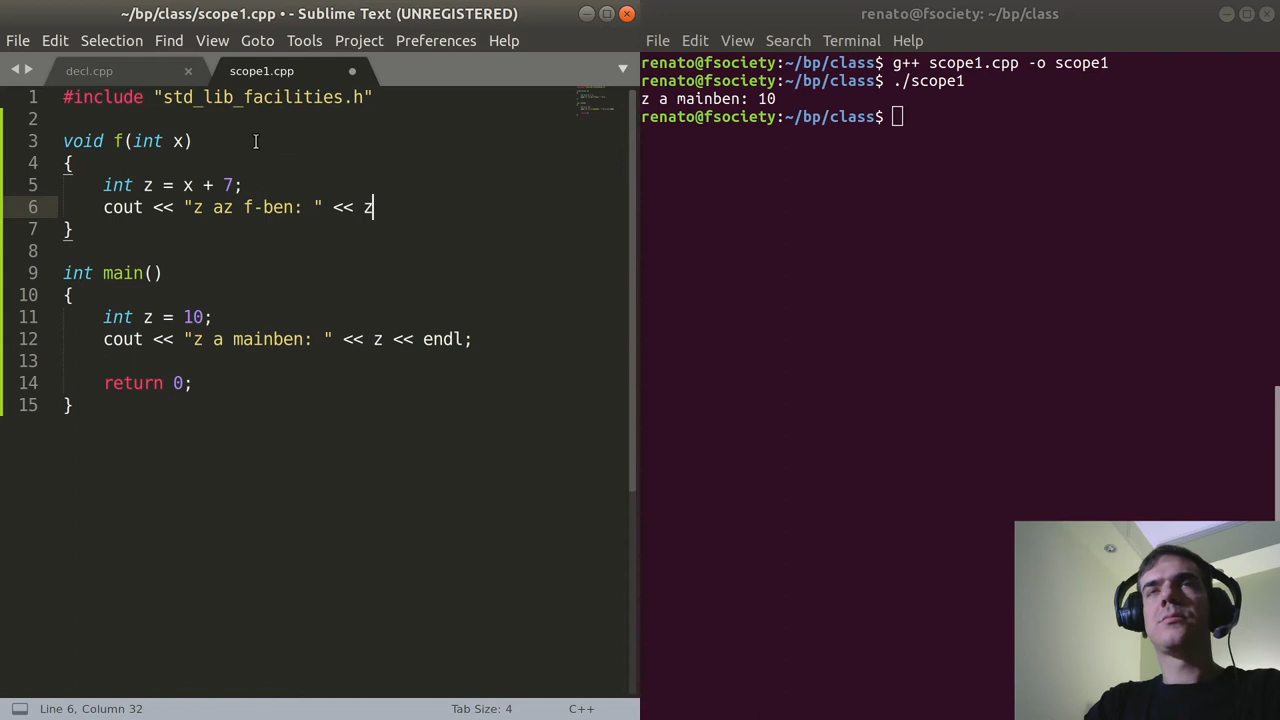 ~/bp/class/scope1.cpp • - Sublime Text (UNREGISTERED)
File Edit Selection Find View Goto Tools Project Preferences Help
decl.cpp scope1.cpp
1 #include "std_lib_facilities.h"
2
3 void f(int x)
4 {
5 int z = x + 7;
6 cout << "z az f-ben: " << z
7 }
8
9 int main()
10 {
11 int z = 10;
12 cout << "z a mainben: " << z << endl;
13
14 return 0;
15 }
Line 6, Column 32 Tab Size: 4 C++
renato@fsociety: ~/bp/class
File Edit View Search Terminal Help
renato@fsociety:~/bp/class$ g++ scope1.cpp -o scope1
renato@fsociety:~/bp/class$ ./scope1
z a mainben: 10
renato@fsociety:~/bp/class$